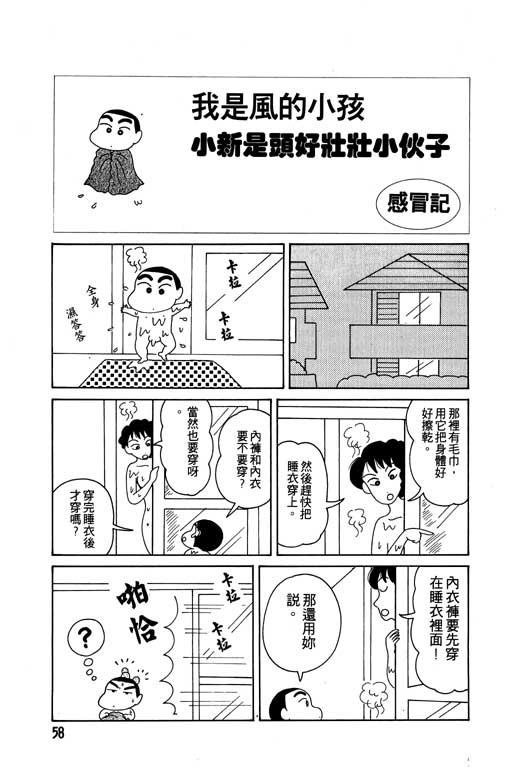 我是風的小孩
小新是頭好壯壯小伙子
感冒記
卡拉
卡拉
全身
濕答答
那裡有毛巾，
用它把身體好
好擦乾。
然後趕快把
睡衣穿上。
內褲和內衣
要不要穿？
當然也要穿呀
。
穿完睡衣後
才穿嗎？
內衣褲要先穿
在睡衣裡面！
那還用妳
說。
卡拉
卡拉
啪恰
？
58